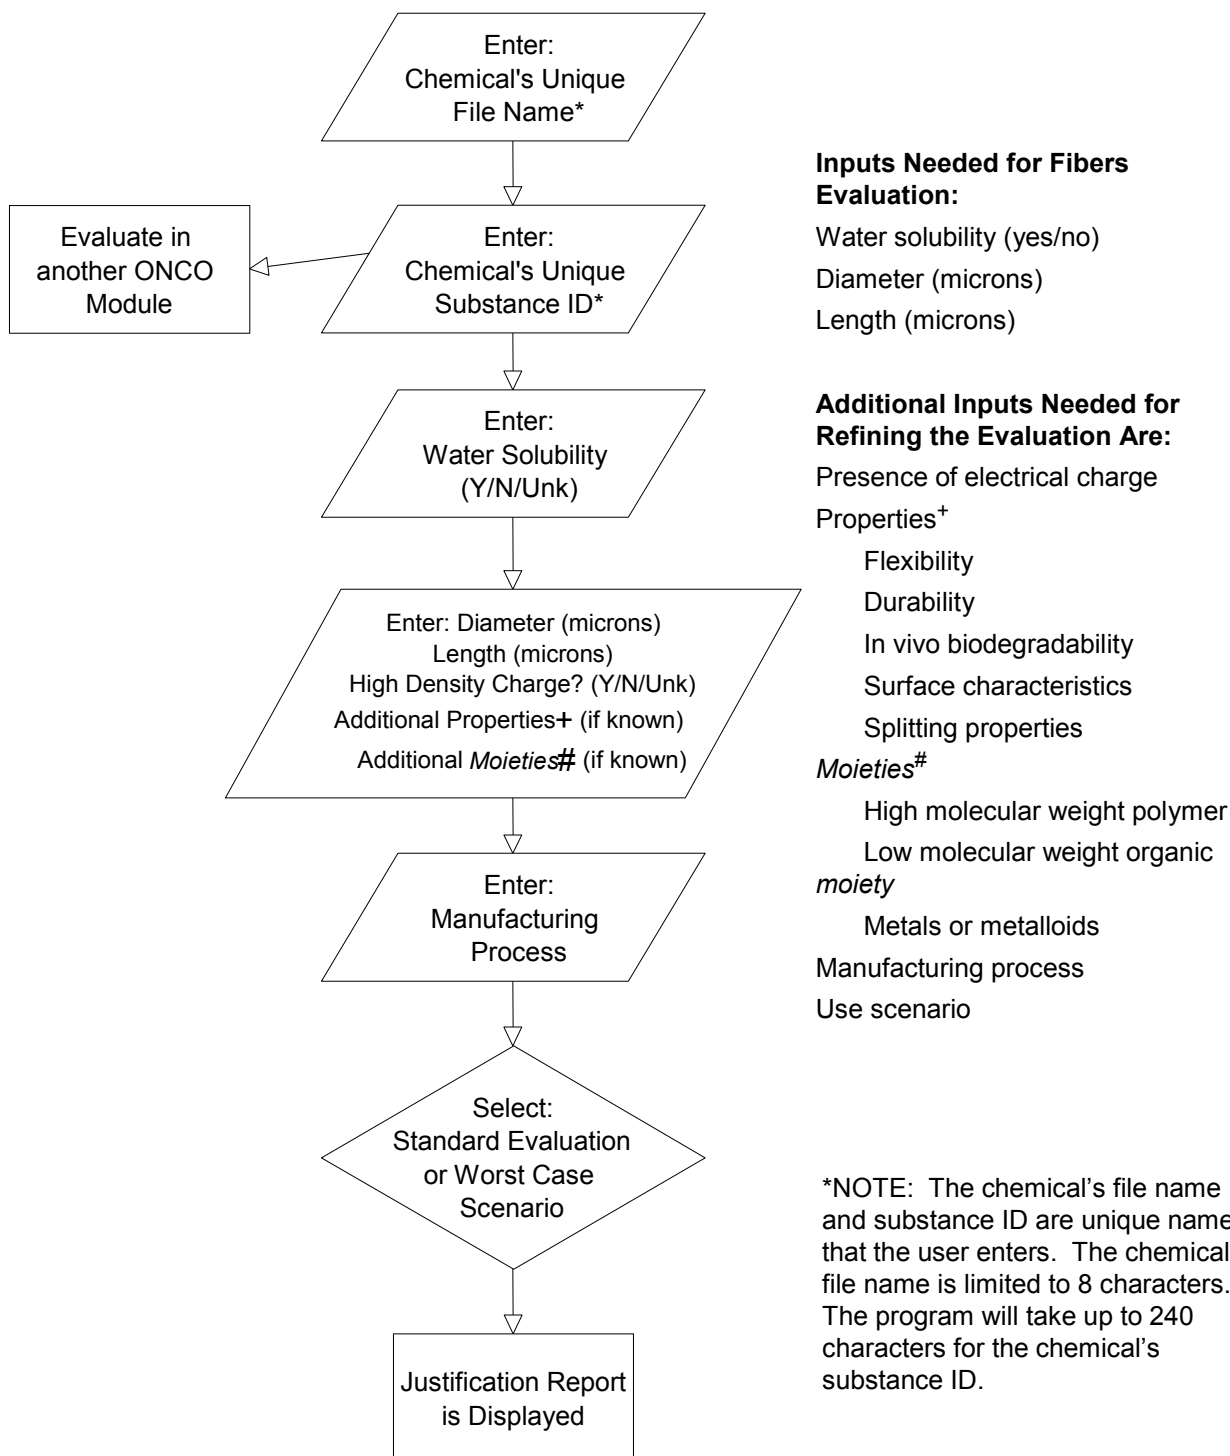 Enter:
Chemical's Unique
File Name*
Evaluate in
another ONCO
Module
Enter:
Chemical's Unique
Substance ID*
Enter:
Water Solubility
(Y/N/Unk)
Enter: Diameter (microns)
Length (microns)
High Density Charge? (Y/N/Unk)
Additional Properties+ (if known)
Additional Moieties# (if known)
Enter:
Manufacturing
Process
Select:
Standard Evaluation
or Worst Case
Scenario
Justification Report
is Displayed
Inputs Needed for Fibers
Evaluation:
Water solubility (yes/no)
Diameter (microns)
Length (microns)
Additional Inputs Needed for
Refining the Evaluation Are:
Presence of electrical charge
Properties+
Flexibility
Durability
In vivo biodegradability
Surface characteristics
Splitting properties
Moieties#
High molecular weight polymer
Low molecular weight organic
moiety
Metals or metalloids
Manufacturing process
Use scenario
*NOTE: The chemical’s file name
and substance ID are unique name
that the user enters. The chemical
file name is limited to 8 characters.
The program will take up to 240
characters for the chemical’s
substance ID.